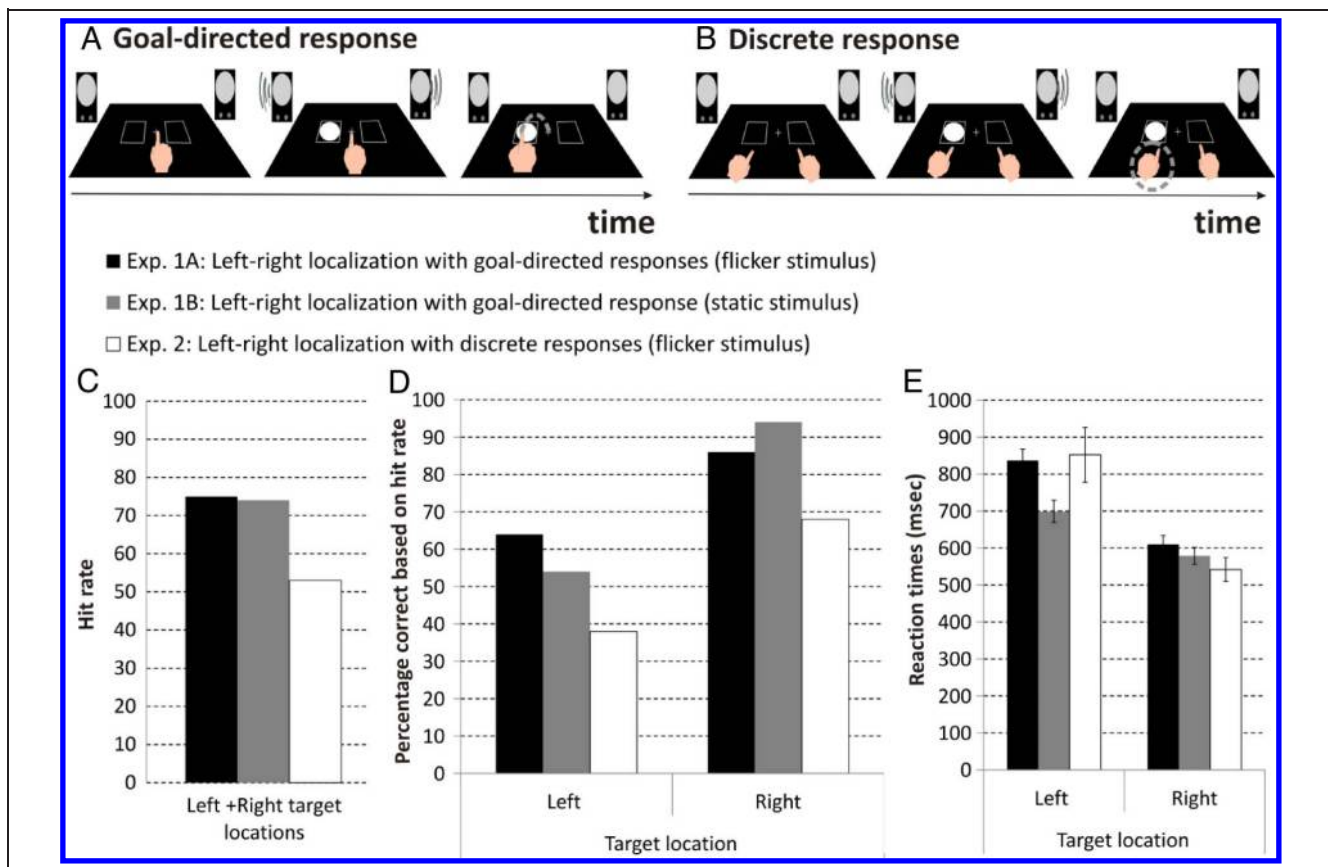 A Goal-directed response
B Discrete response
time
time
Exp. 1A: Left-right localization with goal-directed responses (flicker stimulus)
Exp. 1B: Left-right localization with goal-directed response (static stimulus)
Exp. 2: Left-right localization with discrete responses (flicker stimulus)
C
Hit rate
100
90
80
70
60
50
40
30
20
10
0
Left +Right target
locations
D
Percentage correct based on hit rate
100
90
80
70
60
50
40
30
20
10
0
Left
Right
Target location
E
Reaction times (msec)
1000
900
800
700
600
500
400
300
200
100
0
Left
Right
Target location